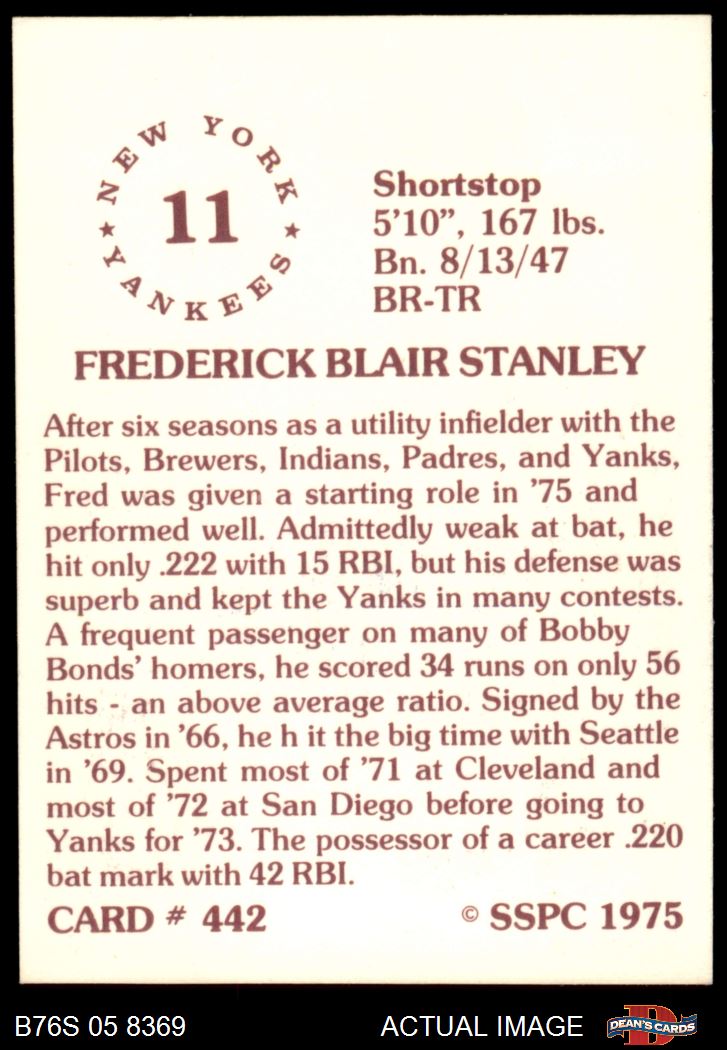 NEW YORK
★ 11 ★
YANKEES
Shortstop
5'10", 167 lbs.
Bn. 8/13/47
BR-TR
FREDERICK BLAIR STANLEY
After six seasons as a utility infielder with the
Pilots, Brewers, Indians, Padres, and Yanks,
Fred was given a starting role in '75 and
performed well. Admittedly weak at bat, he
hit only .222 with 15 RBI, but his defense was
superb and kept the Yanks in many contests.
A frequent passenger on many of Bobby
Bonds' homers, he scored 34 runs on only 56
hits - an above average ratio. Signed by the
Astros in '66, he h it the big time with Seattle
in '69. Spent most of '71 at Cleveland and
most of '72 at San Diego before going to
Yanks for '73. The possessor of a career .220
bat mark with 42 RBI.
CARD # 442 © SSPC 1975
B76S 05 8369 ACTUAL IMAGE D DEAN'S CARDS